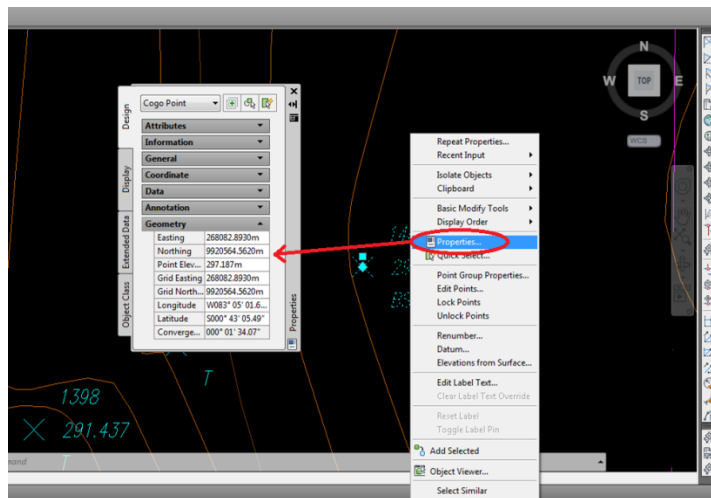 N
W
TOP
E
S
WCS
Cogo Point
Design
Display
Extended Data
Object Class
Properties
Attributes
Information
General
Coordinate
Data
Annotation
Geometry
Easting 268082.8930m
Northing 9920564.5620m
Point Elev... 297.187m
Grid Easting 268082.8930m
Grid North... 9920564.5620m
Longitude W083° 05' 01.6...
Latitude S000° 43' 05.49"
Converge... 000° 01' 34.07"
Repeat Properties...
Recent Input
Isolate Objects
Clipboard
Basic Modify Tools
Display Order
Properties...
Quick Select...
Point Group Properties...
Edit Points...
Lock Points
Unlock Points
Renumber...
Datum...
Elevations from Surface...
Edit Label Text...
Clear Label Text Override
Reset Label
Toggle Label Pin
Add Selected
Object Viewer...
Select Similar
T
1398
291.437
T
mand